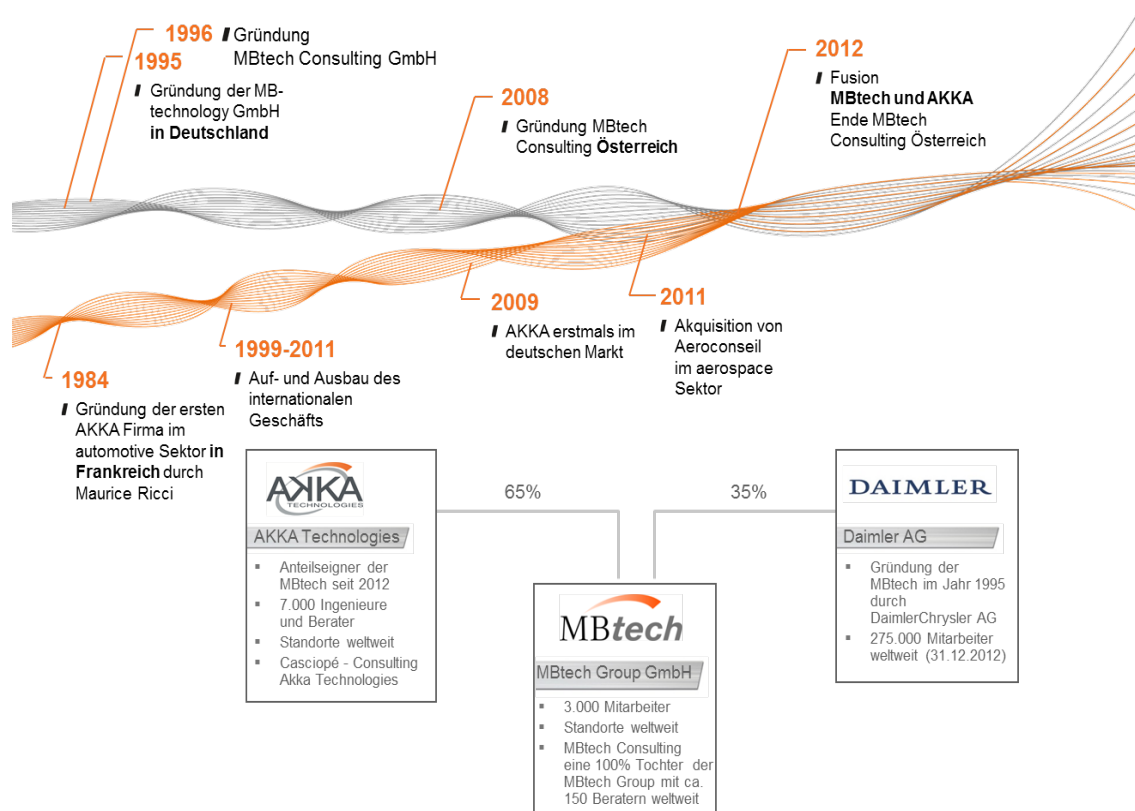 1996 Gründung
MBtech Consulting GmbH
1995
Gründung der MB-
technology GmbH
in Deutschland
2008
Gründung MBtech
Consulting Österreich
2012
Fusion
MBtech und AKKA
Ende MBtech
Consulting Österreich
1984
Gründung der ersten
AKKA Firma im
automotive Sektor in
Frankreich durch
Maurice Ricci
1999-2011
Auf- und Ausbau des
internationalen
Geschäfts
2009
AKKA erstmals im
deutschen Markt
2011
Akquisition von
Aeroconseil
im aerospace
Sektor
AKKA
TECHNOLOGIES
AKKA Technologies
Anteilseigner der
MBtech seit 2012
7.000 Ingenieure
und Berater
Standorte weltweit
Casciopé - Consulting
Akka Technologies
65%
35%
MBtech
MBtech Group GmbH
3.000 Mitarbeiter
Standorte weltweit
MBtech Consulting
eine 100% Tochter der
MBtech Group mit ca.
150 Beratern weltweit
DAIMLER
Daimler AG
Gründung der
MBtech im Jahr 1995
durch
DaimlerChrysler AG
275.000 Mitarbeiter
weltweit (31.12.2012)